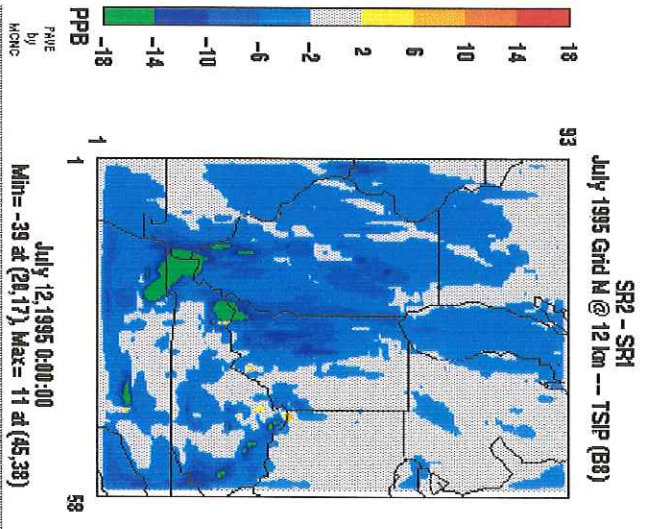 SR2 - SR1
July 1995 Grid M @ 12 km --- TSIP (B8)
18
14
10
6
2
-2
-6
-10
-14
-18
PPB
PAVE
by
MCNC
93
1
1
58
July 12,1995 0:00:00
Min= -39 at (28,17), Max= 11 at (45,38)